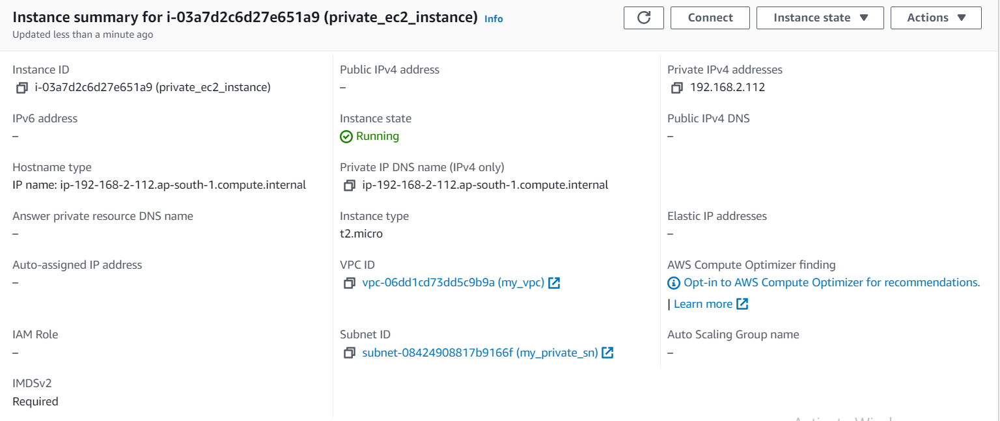 Instance summary for i-03a7d2c6d27e651a9 (private_ec2_instance) Info
Updated less than a minute ago
Connect
Instance state
Actions
Instance ID
i-03a7d2c6d27e651a9 (private_ec2_instance)
Public IPv4 address
–
Private IPv4 addresses
192.168.2.112
IPv6 address
–
Instance state
Running
Public IPv4 DNS
–
Hostname type
IP name: ip-192-168-2-112.ap-south-1.compute.internal
Private IP DNS name (IPv4 only)
ip-192-168-2-112.ap-south-1.compute.internal
Answer private resource DNS name
–
Instance type
t2.micro
Elastic IP addresses
–
Auto-assigned IP address
–
VPC ID
vpc-06dd1cd73dd5c9b9a (my_vpc)
AWS Compute Optimizer finding
Opt-in to AWS Compute Optimizer for recommendations.
| Learn more
IAM Role
–
Subnet ID
subnet-08424908817b9166f (my_private_sn)
Auto Scaling Group name
–
IMDSv2
Required